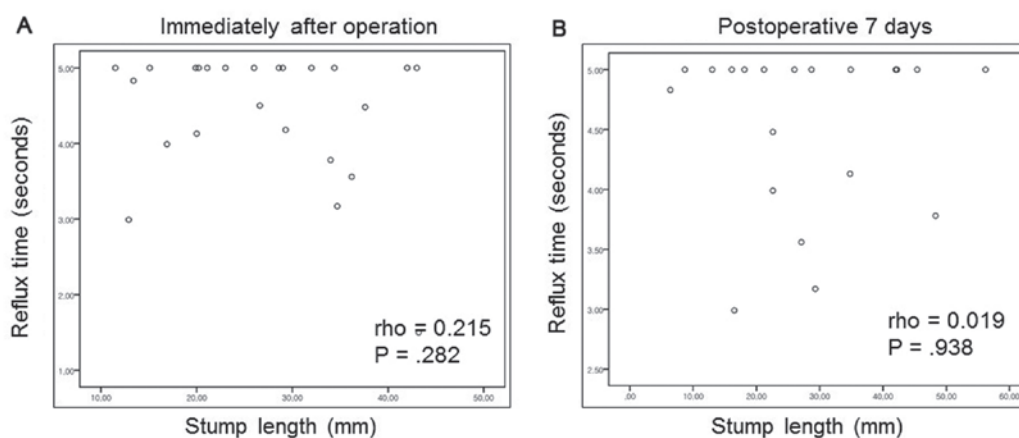 A
Immediately after operation
Reflux time (seconds)
5.00
4.00
3.00
2.00
1.00
rho = 0.215
P = .282
10.00 20.00 30.00 40.00 50.00
Stump length (mm)
B
Postoperative 7 days
Reflux time (seconds)
5.00
4.50
4.00
3.50
3.00
2.50
rho = 0.019
P = .938
.00 10.00 20.00 30.00 40.00 50.00 60.00
Stump length (mm)